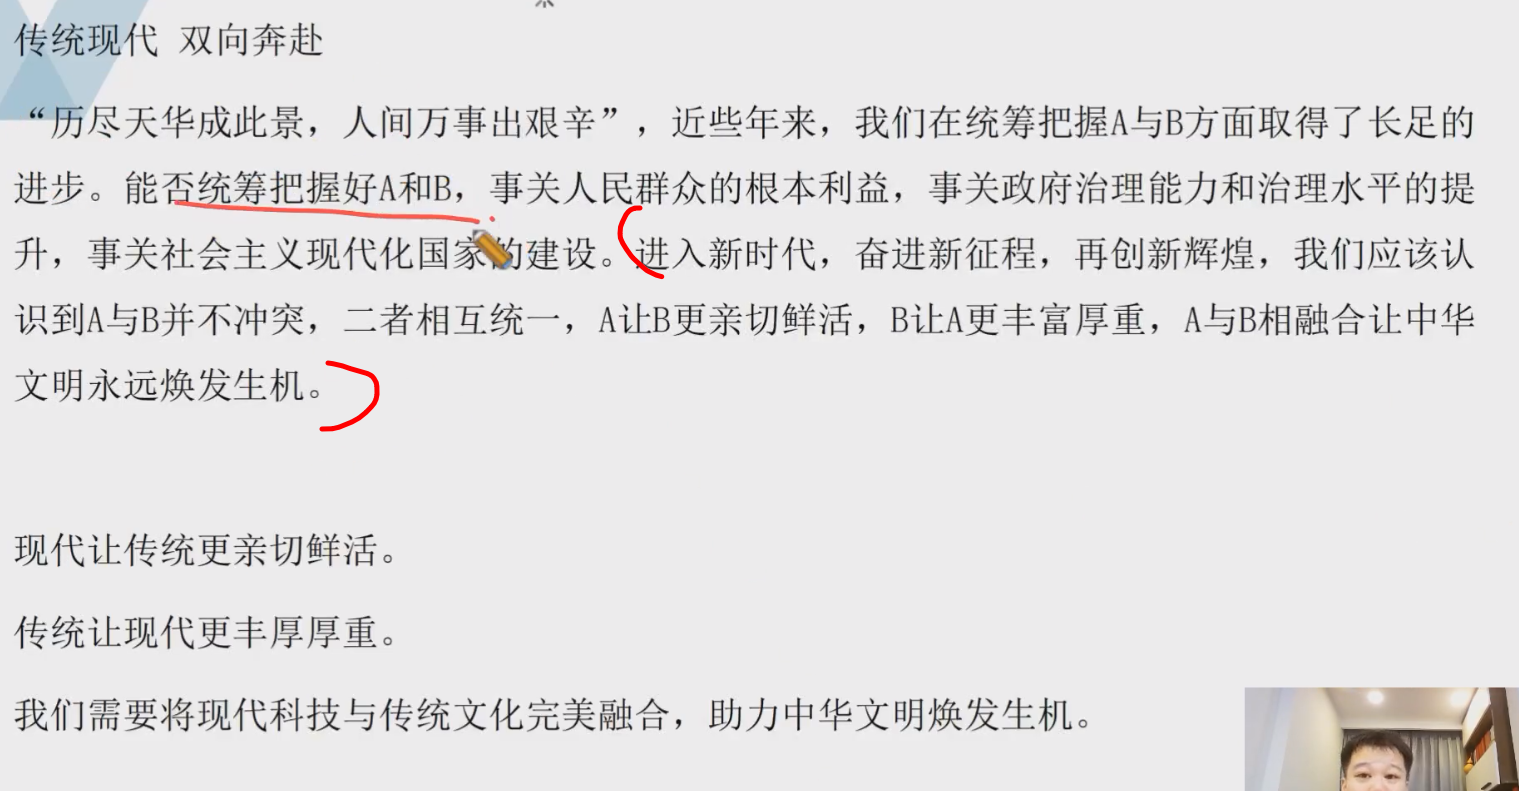 传统现代 双向奔赴
“历尽天华成此景，人间万事出艰辛”，近些年来，我们在统筹把握A与B方面取得了长足的
进步。能否统筹把握好A和B，事关人民群众的根本利益，事关政府治理能力和治理水平的提
升，事关社会主义现代化国家的建设。进入新时代，奋进新征程，再创新辉煌，我们应该认
识到A与B并不冲突，二者相互统一，A让B更亲切鲜活，B让A更丰富厚重，A与B相融合让中华
文明永远焕发生机。
现代让传统更亲切鲜活。
传统让现代更丰厚厚重。
我们需要将现代科技与传统文化完美融合，助力中华文明焕发生机。